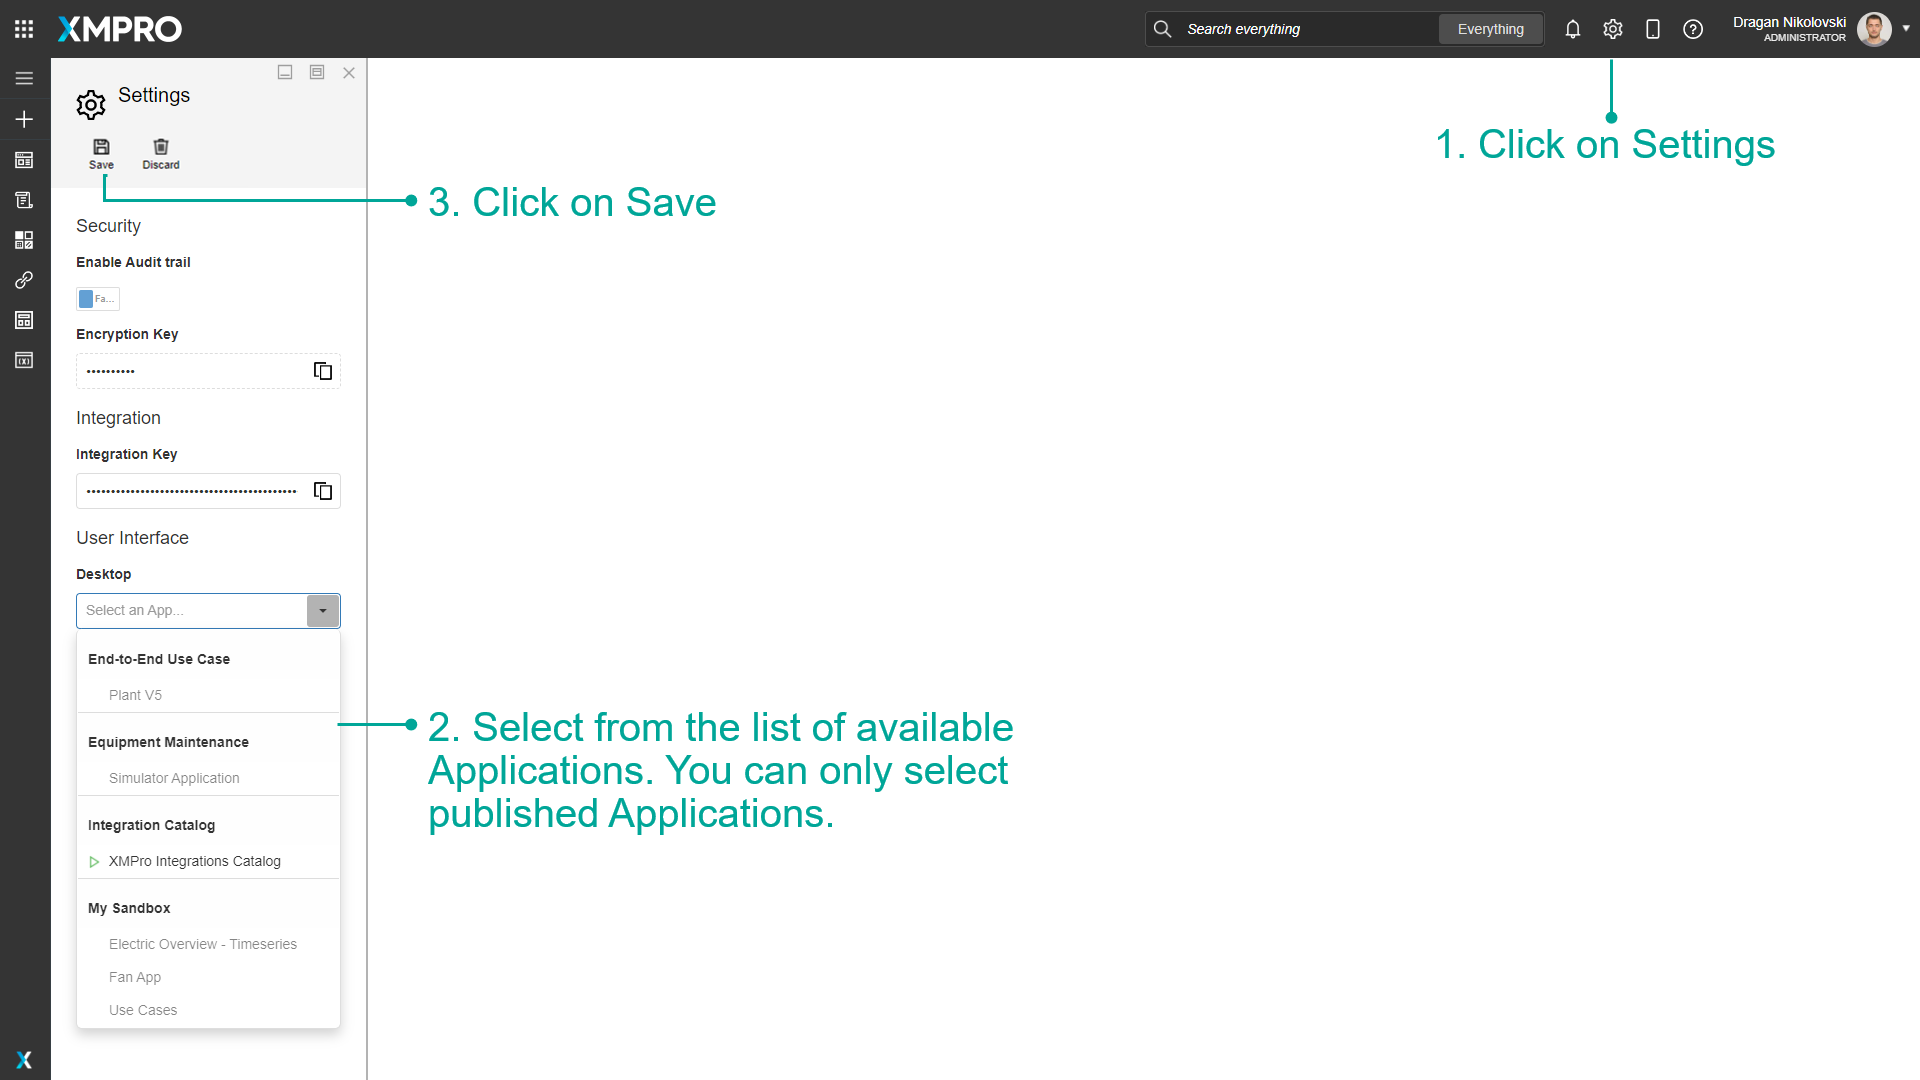 XMPRO
Search everything
Everything
Dragan Nikolovski
ADMINISTRATOR
Settings
Save
Discard
1. Click on Settings
3. Click on Save
Security
Enable Audit trail
Fa...
Encryption Key
••••••••••
Integration
Integration Key
•••••••••••••••••••••••••••••••••••••••••••
User Interface
Desktop
Select an App...
End-to-End Use Case
Plant V5
Equipment Maintenance
Simulator Application
Integration Catalog
XMPro Integrations Catalog
My Sandbox
Electric Overview - Timeseries
Fan App
Use Cases
2. Select from the list of available
Applications. You can only select
published Applications.